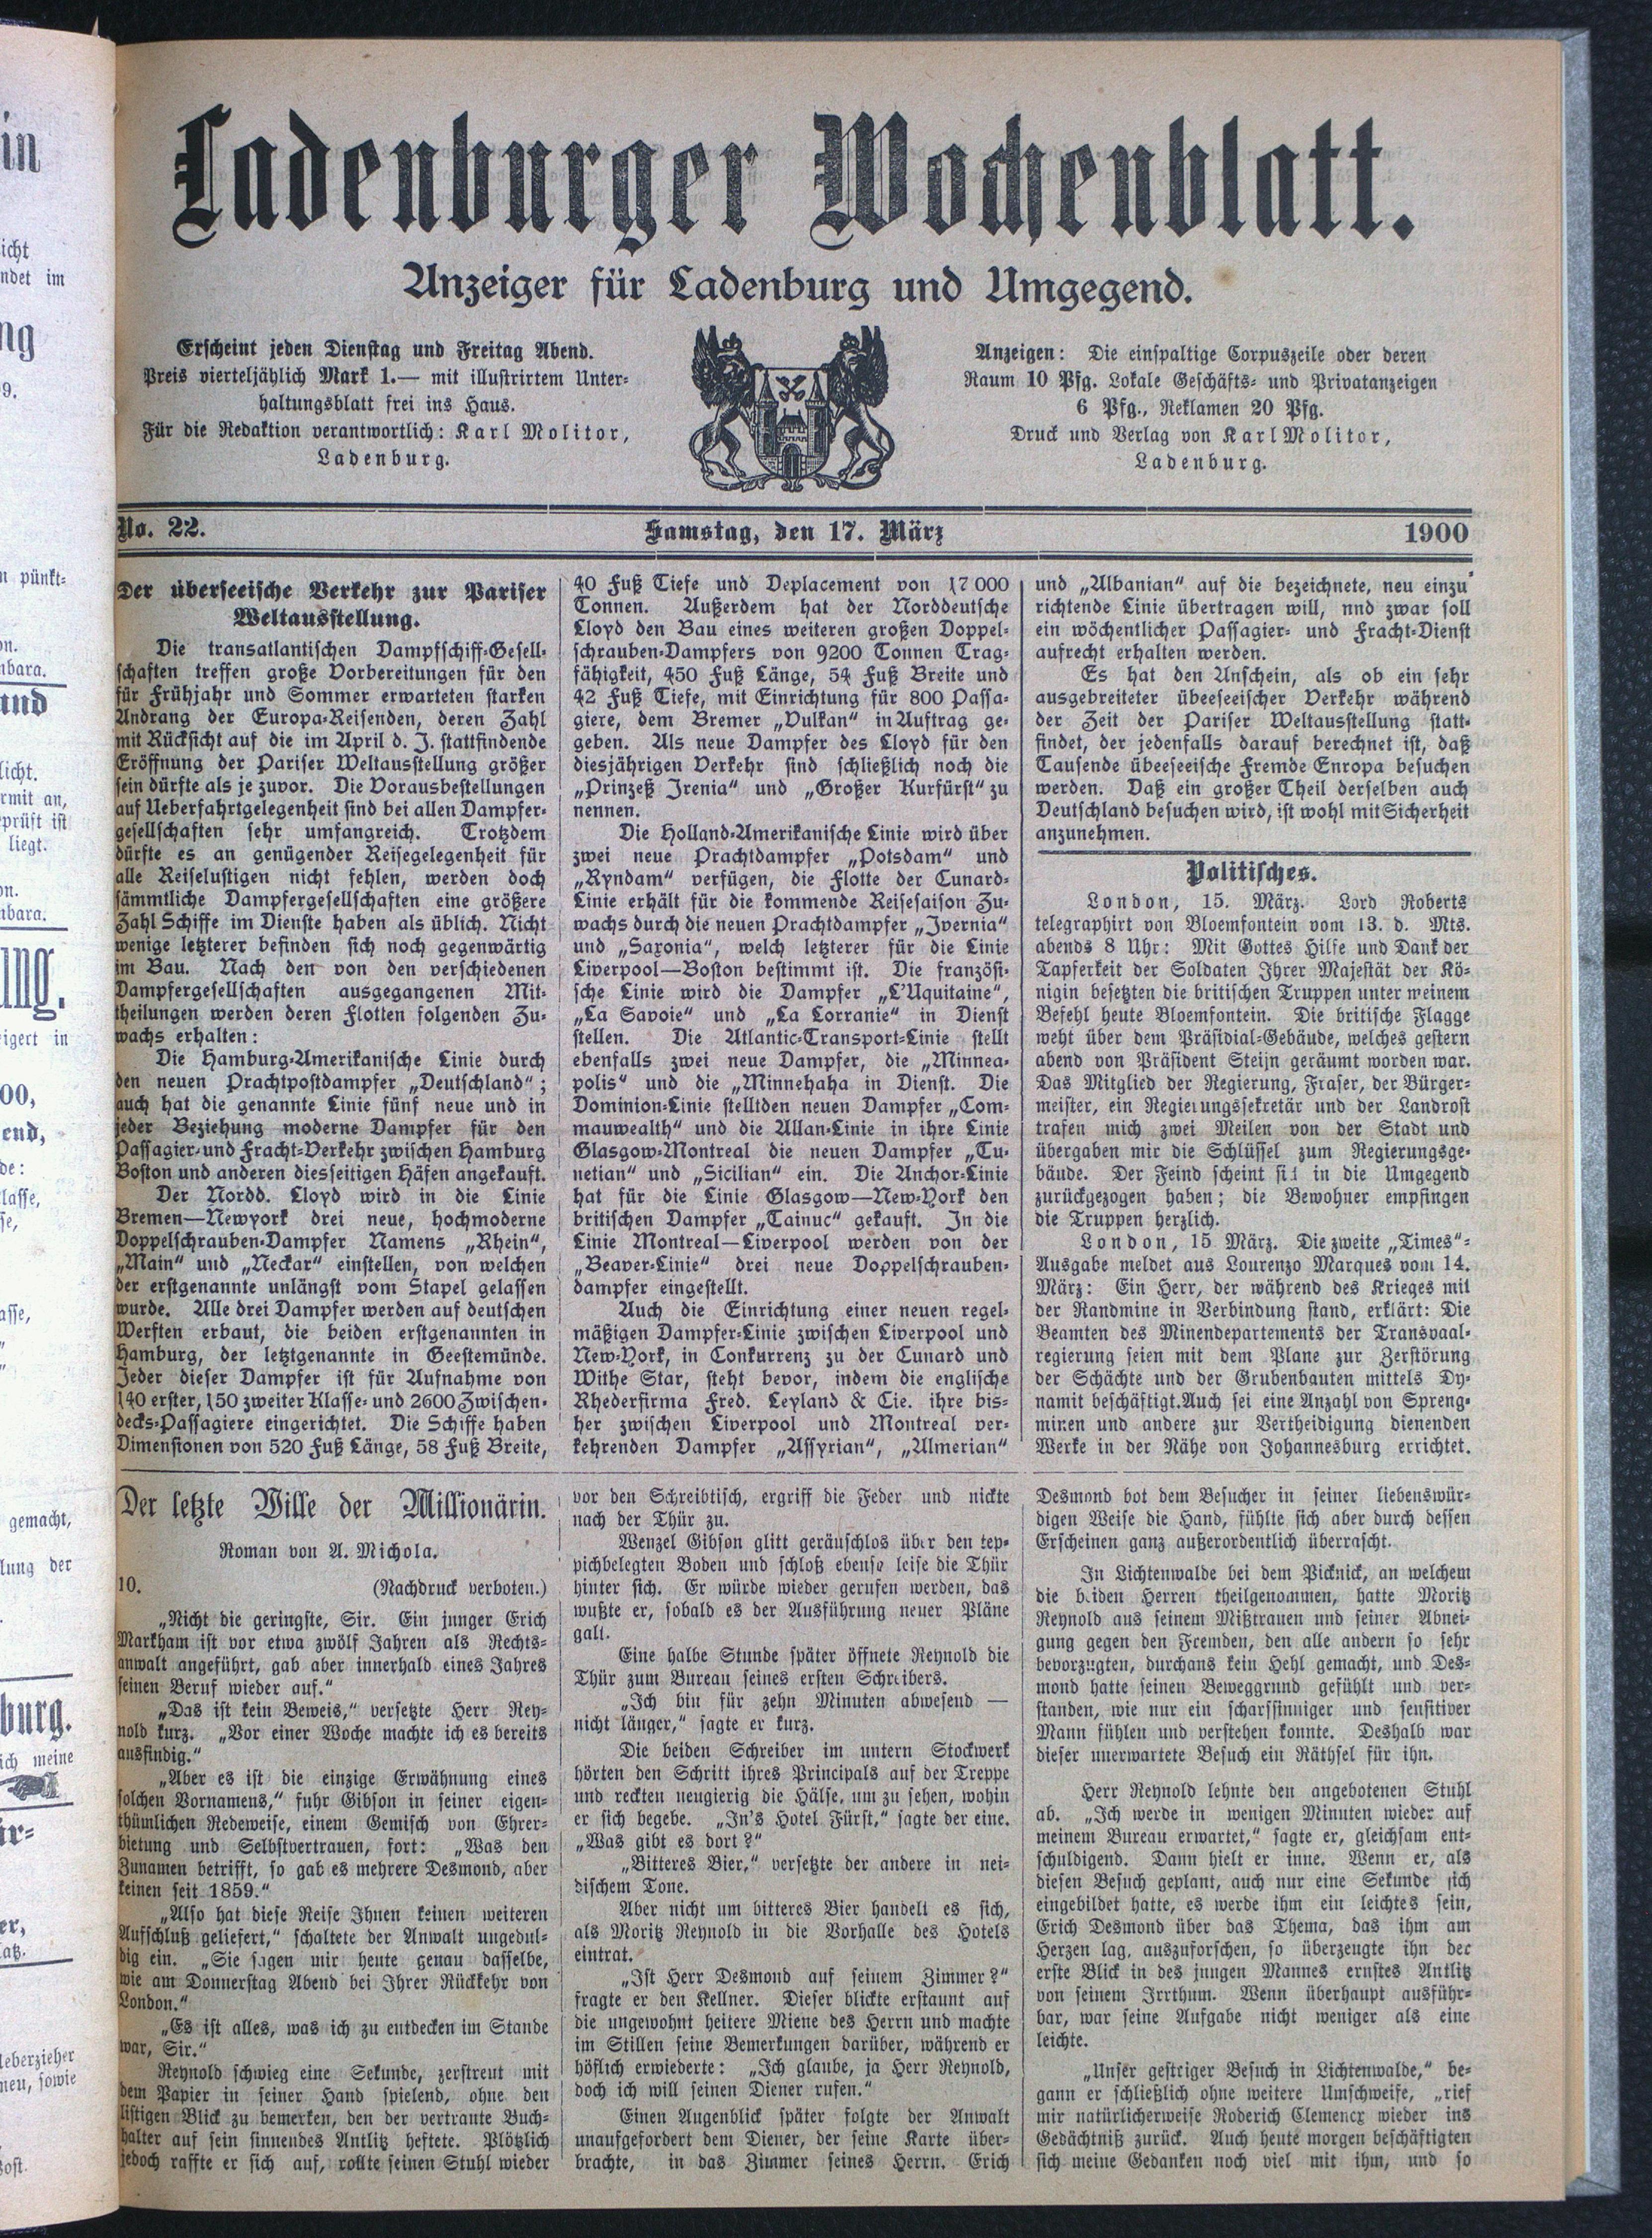 Ladenburger Wochenblatt.
Anzeiger für Ladenburg und Umgegend.
Erscheint jeden Dienstag und Freitag Abend.
Preis vierteljählich Mark 1.— mit illustrirtem Unter-
haltungsblatt frei ins Haus.
Für die Redaktion verantwortlich: Karl Molitor,
Ladenburg.
Anzeigen: Die einspaltige Corpuszeile oder deren
Raum 10 Pfg. Lokale Geschäfts- und Privatanzeigen
6 Pfg., Reklamen 20 Pfg.
Druck und Verlag von Karl Molitor,
Ladenburg.
No. 22.
Samstag, den 17. März
1900
Der überseeische Verkehr zur Pariser
Weltausstellung.
Die transatlantischen Dampfschiff-Gesell-
schaften treffen große Vorbereitungen für den
für Frühjahr und Sommer erwarteten starken
Andrang der Europa-Reisenden, deren Zahl
mit Rücksicht auf die im April d. J. stattfindende
Eröffnung der Pariser Weltausstellung größer
sein dürfte als je zuvor. Die Vorausbestellungen
auf Ueberfahrtgelegenheit sind bei allen Dampfer-
gesellschaften sehr umfangreich. Trotzdem
dürfte es an genügender Reisegelegenheit für
alle Reiselustigen nicht fehlen, werden doch
sämmtliche Dampfergesellschaften eine größere
Zahl Schiffe im Dienste haben als üblich. Nicht
wenige letzterer befinden sich noch gegenwärtig
im Bau. Nach den von den verschiedenen
Dampfergesellschaften ausgegangenen Mit-
theilungen werden deren Flotten folgenden Zu-
wachs erhalten:
Die Hamburg-Amerikanische Linie durch
den neuen Prachtpostdampfer „Deutschland“;
auch hat die genannte Linie fünf neue und in
jeder Beziehung moderne Dampfer für den
Passagier- und Fracht-Verkehr zwischen Hamburg
Boston und anderen diesseitigen Häfen angekauft.
Der Nordd. Lloyd wird in die Linie
Bremen—Newyork drei neue, hochmoderne
Doppelschrauben-Dampfer Namens „Rhein“,
„Main“ und „Neckar“ einstellen, von welchen
der erstgenannte unlängst vom Stapel gelassen
wurde. Alle drei Dampfer werden auf deutschen
Werften erbaut, die beiden erstgenannten in
Hamburg, der letztgenannte in Geestemünde.
Jeder dieser Dampfer ist für Aufnahme von
140 erster, 150 zweiter Klasse- und 2600 Zwischen-
decks-Passagiere eingerichtet. Die Schiffe haben
Dimensionen von 520 Fuß Länge, 58 Fuß Breite,
40 Fuß Tiefe und Deplacement von 17 000
Tonnen. Außerdem hat der Norddeutsche
Lloyd den Bau eines weiteren großen Doppel-
schrauben-Dampfers von 9200 Tonnen Trag-
fähigkeit, 450 Fuß Länge, 54 Fuß Breite und
42 Fuß Tiefe, mit Einrichtung für 800 Passa-
giere, dem Bremer „Vulkan“ in Auftrag ge-
geben. Als neue Dampfer des Lloyd für den
diesjährigen Verkehr sind schließlich noch die
„Prinzeß Irenia“ und „Großer Kurfürst“ zu
nennen.
Die Holland-Amerikanische Linie wird über
zwei neue Prachtdampfer „Potsdam“ und
„Ryndam“ verfügen, die Flotte der Cunard-
Linie erhält für die kommende Reisesaison Zu-
wachs durch die neuen Prachtdampfer „Ivernia“
und „Saxonia“, welch letzterer für die Linie
Liverpool—Boston bestimmt ist. Die französi-
sche Linie wird die Dampfer „L'Aquitaine“,
„La Savoie“ und „La Lorranie“ in Dienst
stellen. Die Atlantic-Transport-Linie stellt
ebenfalls zwei neue Dampfer, die „Minnea-
polis“ und die „Minnehaha in Dienst. Die
Dominion-Linie stelltden neuen Dampfer „Com-
mauwealth“ und die Allan-Linie in ihre Linie
Glasgow-Montreal die neuen Dampfer „Tu-
netian“ und „Sicilian“ ein. Die Anchor-Linie
hat für die Linie Glasgow—New-York den
britischen Dampfer „Tainuc“ gekauft. In die
Linie Montreal—Liverpool werden von der
„Beaver-Linie“ drei neue Doppelschrauben-
dampfer eingestellt.
Auch die Einrichtung einer neuen regel-
mäßigen Dampfer-Linie zwischen Liverpool und
New-York, in Conkurrenz zu der Cunard und
Withe Star, steht bevor, indem die englische
Rhederfirma Fred. Leyland & Cie. ihre bis-
her zwischen Liverpool und Montreal ver-
kehrenden Dampfer „Assyrian“, „Almerian“
und „Albanian“ auf die bezeichnete, neu einzu
richtende Linie übertragen will, nnd zwar soll
ein wöchentlicher Passagier- und Fracht-Dienst
aufrecht erhalten werden.
Es hat den Anschein, als ob ein sehr
ausgebreiteter übeeseeischer Verkehr während
der Zeit der Pariser Weltausstellung statt-
findet, der jedenfalls darauf berechnet ist, daß
Tausende übeeseeische Fremde Enropa besuchen
werden. Daß ein großer Theil derselben auch
Deutschland besuchen wird, ist wohl mit Sicherheit
anzunehmen.
Politisches.
London, 15. März. Lord Roberts
telegraphirt von Bloemfontein vom 13. d. Mts.
abends 8 Uhr: Mit Gottes Hilfe und Dank der
Tapferkeit der Soldaten Ihrer Majestät der Kö-
nigin besetzten die britischen Truppen unter meinem
Befehl heute Bloemfontein. Die britische Flagge
weht über dem Präsidial-Gebäude, welches gestern
abend von Präsident Steijn geräumt worden war.
Das Mitglied der Regierung, Fraser, der Bürger-
meister, ein Regierungssekretär und der Landrost
trafen mich zwei Meilen von der Stadt und
übergaben mir die Schlüssel zum Regierungsge-
bäude. Der Feind scheint in die Umgegend
zurückgezogen haben; die Bewohner empfingen
die Truppen herzlich.
London, 15 März. Die zweite „Times“-
Ausgabe meldet aus Lourenzo Marques vom 14.
März: Ein Herr, der während des Krieges mit
der Randmine in Verbindung stand, erklärt: Die
Beamten des Minendepartements der Transvaal-
regierung seien mit dem Plane zur Zerstörung
der Schächte und der Grubenbauten mittels Dy-
namit beschäftigt.Auch sei eine Anzahl von Spreng-
minen und andere zur Vertheidigung dienenden
Werke in der Nähe von Johannesburg errichtet.
Der letzte Wille der Millionärin.
Roman von A. Michola.
10.
(Nachdruck verboten.)
„Nicht die geringste, Sir. Ein junger Erich
Markham ist vor etwa zwölf Jahren als Rechts-
anwalt angeführt, gab aber innerhald eines Jahres
seinen Beruf wieder auf.“
„Das ist kein Beweis,“ versetzte Herr Rey-
nold kurz. „Vor einer Woche machte ich es bereits
ausfindig.“
„Aber es ist die einzige Erwähnung eines
solchen Vornamens,“ fuhr Gibson in seiner eigen-
thümlichen Redeweise, einem Gemisch von Ehrer-
bietung und Selbstvertrauen, fort: „Was den
Zunamen betrifft, so gab es mehrere Desmond, aber
keinen seit 1859.“
„Also hat diese Reise Ihnen keinen weiteren
Aufschluß geliefert,“ schaltete der Anwalt ungedul-
dig ein. „Sie sagen mir heute genau dasselbe,
wie am Donnerstag Abend bei Ihrer Rückkehr von
London.“
„Es ist alles, was ich zu entdecken im Stande
war, Sir.“
Reynold schwieg eine Sekunde, zerstreut mit
dem Papier in seiner Hand spielend, ohne den
listigen Blick zu bemerken, den der vertraute Buch-
halter auf sein sinnendes Antlitz heftete. Plötzlich
jedoch raffte er sich auf, rollte seinen Stuhl wieder
vor den Schreibtisch, ergriff die Feder und nickte
nach der Thür zu.
Wenzel Gibson glitt geräuschlos über den tep-
pichbelegten Boden und schloß ebenso leise die Thür
hinter sich. Er würde wieder gerufen werden, das
wußte er, sobald es der Ausführung neuer Pläne
galt.
Eine halbe Stunde später öffnete Reynold die
Thür zum Bureau seines ersten Schreibers.
„Ich bin für zehn Minuten abwesend —
nicht länger,“ sagte er kurz.
Die beiden Schreiber im untern Stockwerk
hörten den Schritt ihres Principals auf der Treppe
und reckten neugierig die Hälse, um zu sehen, wohin
er sich begebe. „In's Hotel Fürst,“ sagte der eine.
„Was gibt es dort?“
„Bitteres Bier,“ versetzte der andere in nei-
dischem Tone.
Aber nicht um bitteres Bier handelt es sich,
als Moritz Reynold in die Vorhalle des Hotels
eintrat.
„Ist Herr Desmond auf seinem Zimmer?“
fragte er den Kellner. Dieser blickte erstaunt auf
die ungewohnt heitere Miene des Herrn und machte
im Stillen seine Bemerkungen darüber, während er
höflich erwiederte: „Ich glaube, ja Herr Reynold,
doch ich will seinen Diener rufen.“
Einen Augenblick später folgte der Anwalt
unaufgefordert dem Diener, der seine Karte über-
brachte, in das Zimmer seines Herrn. Erich
Desmond bot dem Besucher in seiner liebenswür-
digen Weise die Hand, fühlte sich aber durch dessen
Erscheinen ganz außerordentlich überrascht.
In Lichtenwalde bei dem Picknick, an welchem
die beiden Herren theilgenommen, hatte Moritz
Reynold aus seinem Mißtrauen und seiner Abnei-
gung gegen den Fremden, den alle andern so sehr
bevorzugten, durchans kein Hehl gemacht, und Des-
mond hatte seinen Beweggrund gefühlt und ver-
standen, wie nur ein scharfsinniger und sensitiver
Mann fühlen und verstehen konnte. Deshalb war
dieser unerwartete Besuch ein Räthsel für ihn.
Herr Reynold lehnte den angebotenen Stuhl
ab. „Ich werde in wenigen Minuten wieder auf
meinem Bureau erwartet,“ sagte er, gleichsam ent-
schuldigend. Dann hielt er inne. Wenn er, als
diesen Besuch geplant, auch nur eine Sekunde sich
eingebildet hatte, es werde ihm ein leichtes sein,
Erich Desmond über das Thema, das ihm am
Herzen lag, auszuforschen, so überzeugte ihn der
erste Blick in des jungen Mannes ernstes Antlitz
von seinem Irrthum. Wenn überhaupt ausführ-
bar, war seine Aufgabe nicht weniger als eine
leichte.
„Unser gestriger Besuch in Lichtenwalde,“ be-
gann er schließlich ohne weitere Umschweife, „rief
mir natürlicherweise Roderich Clemency wieder ins
Gedächtniß zurück. Auch heute morgen beschäftigten
sich meine Gedanken noch viel mit ihm, und so